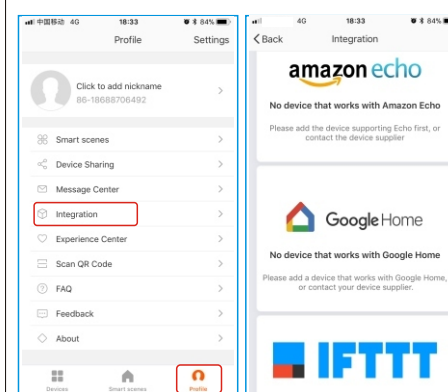 中国移动 4G 18:33 84%
Profile Settings
Click to add nickname
86-18688706492
Smart scenes
Device Sharing
Message Center
Integration
Experience Center
Scan QR Code
FAQ
Feedback
About
Devices Smart scenes Profile
4G 18:33 84%
Back Integration
amazon echo
No device that works with Amazon Echo
Please add the device supporting Echo first, or
contact the device supplier
Google Home
No device that works with Google Home
Please add a device that works with Google Home,
or contact your device supplier.
IFTTT